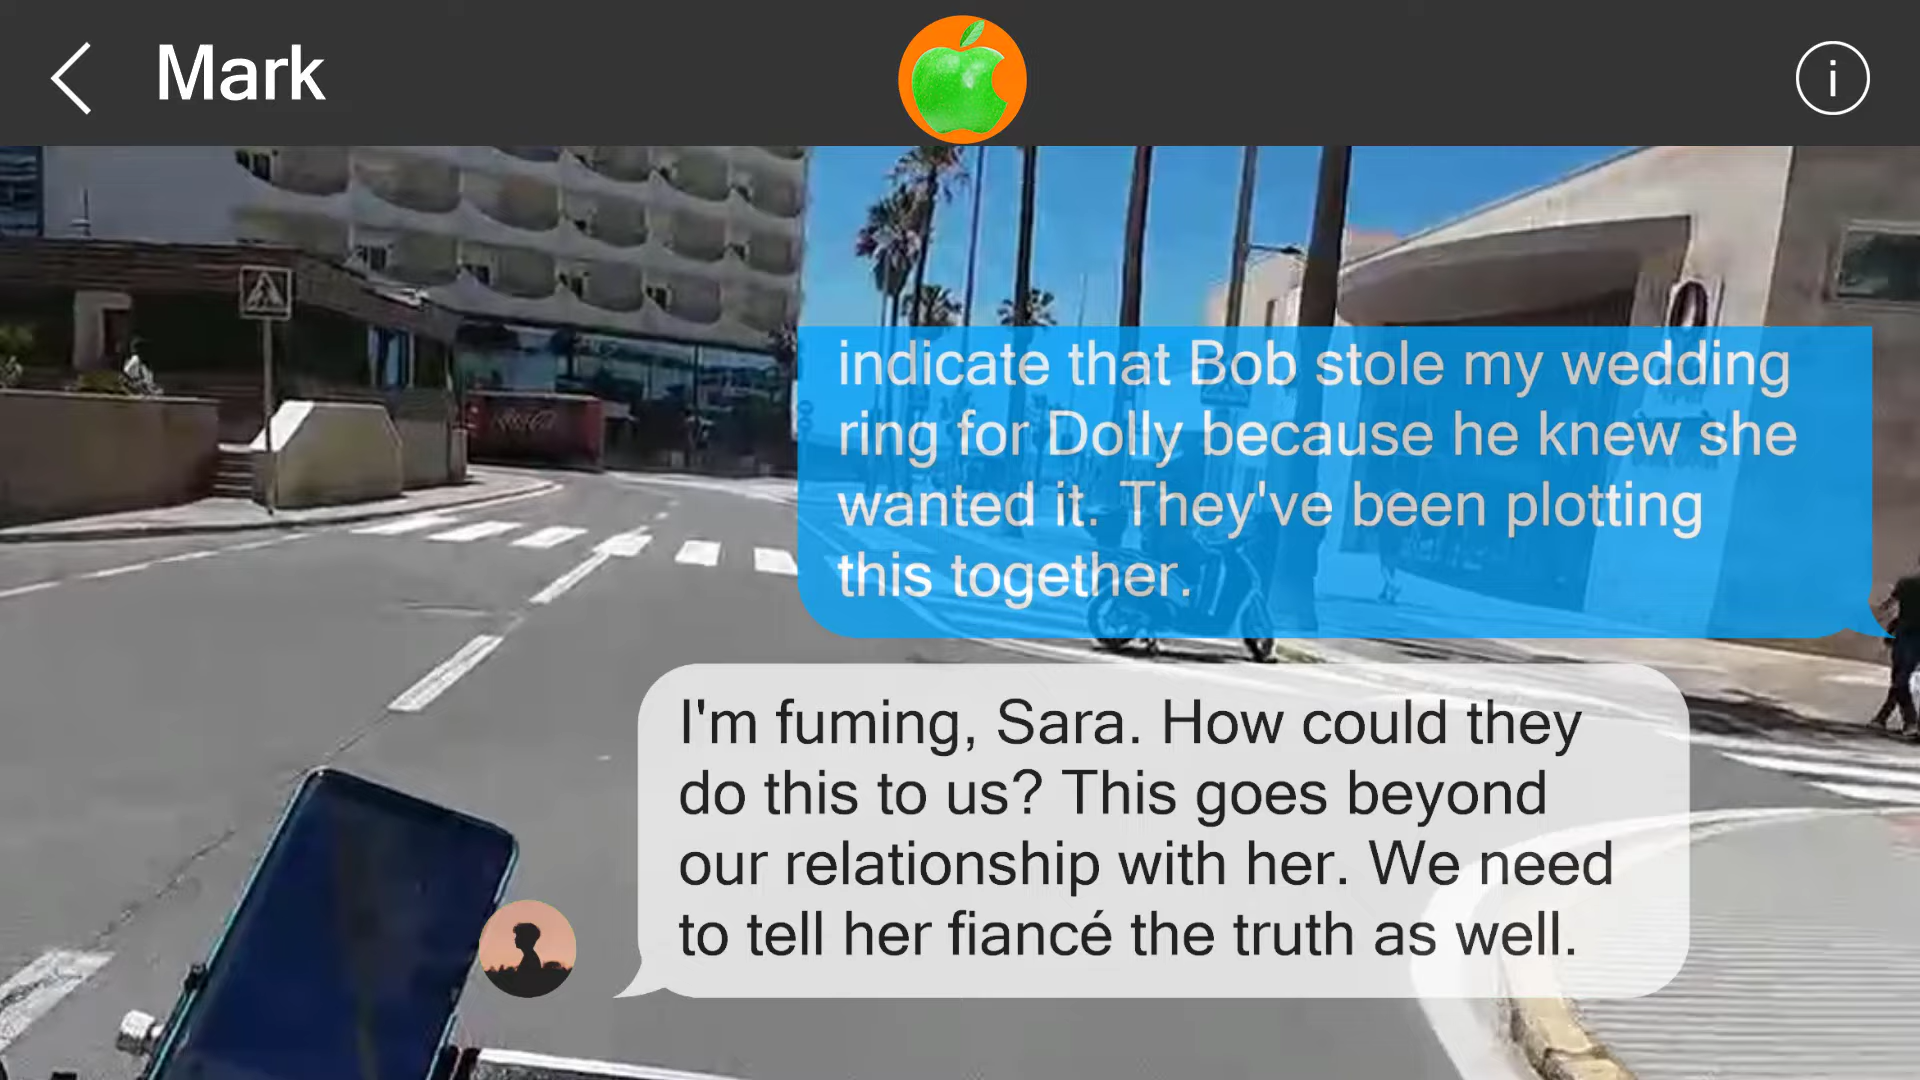 Mark
i
indicate that Bob stole my wedding
ring for Dolly because he knew she
wanted it. They've been plotting
this together.
I'm fuming, Sara. How could they
do this to us? This goes beyond
our relationship with her. We need
to tell her fiancé the truth as well.